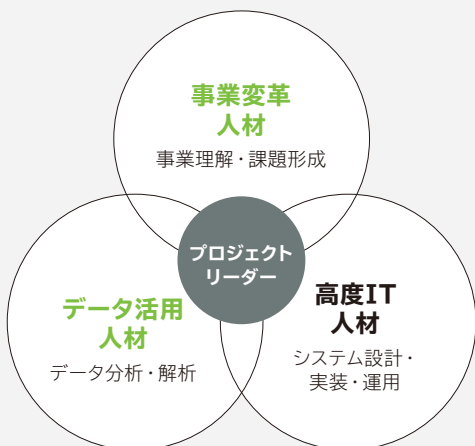 事業変革
人材
事業理解・課題形成
プロジェクト
リーダー
データ活用
人材
データ分析・解析
高度IT
人材
システム設計・
実装・運用